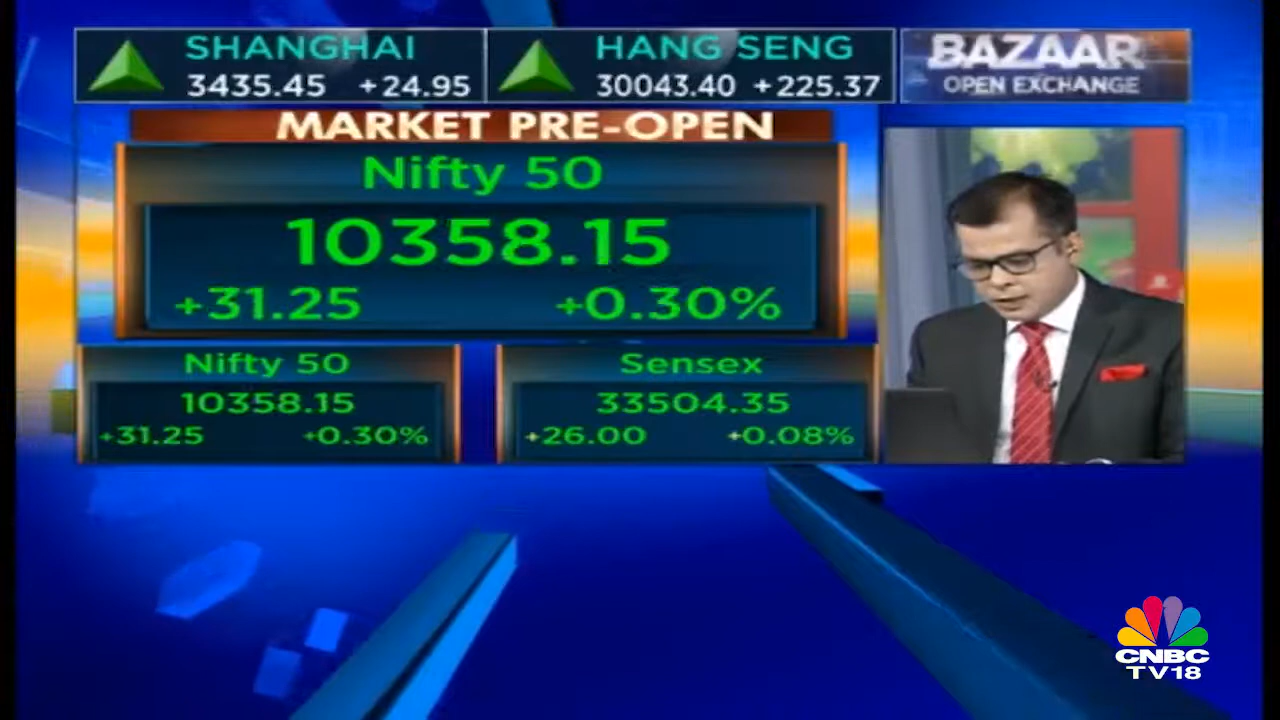 SHANGHAI
3435.45 +24.95
HANG SENG
30043.40 +225.37
BAZAAR
OPEN EXCHANGE
MARKET PRE-OPEN
Nifty 50
10358.15
+31.25 +0.30%
Nifty 50
10358.15
+31.25 +0.30%
Sensex
33504.35
+26.00 +0.08%
CNBC
TV18